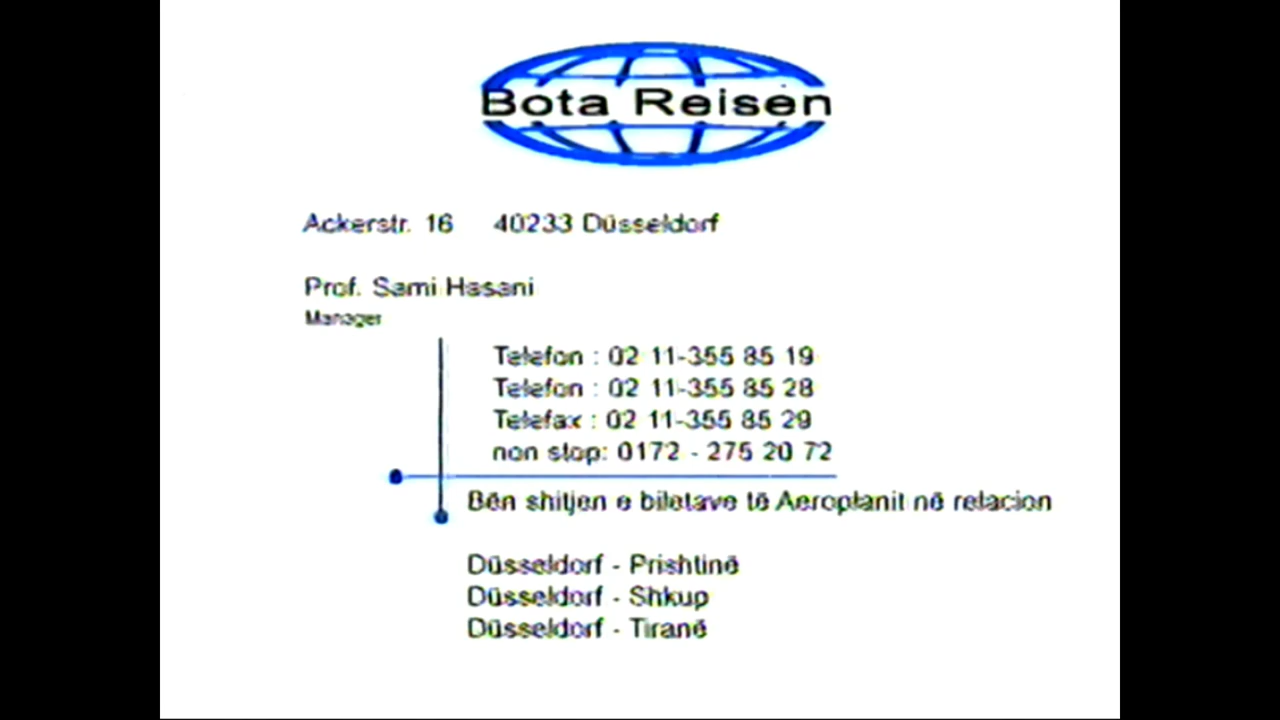 Bota Reisen
Ackerstr. 16 40233 Düsseldorf
Prof. Sami Hasani
Manager
Telefon : 02 11-355 85 19
Telefon : 02 11-355 85 28
Telefax : 02 11-355 85 29
non stop: 0172 - 275 20 72
Bën shitjen e biletave të Aeroplanit në relacion
Düsseldorf - Prishtinë
Düsseldorf - Shkup
Düsseldorf - Tiranë